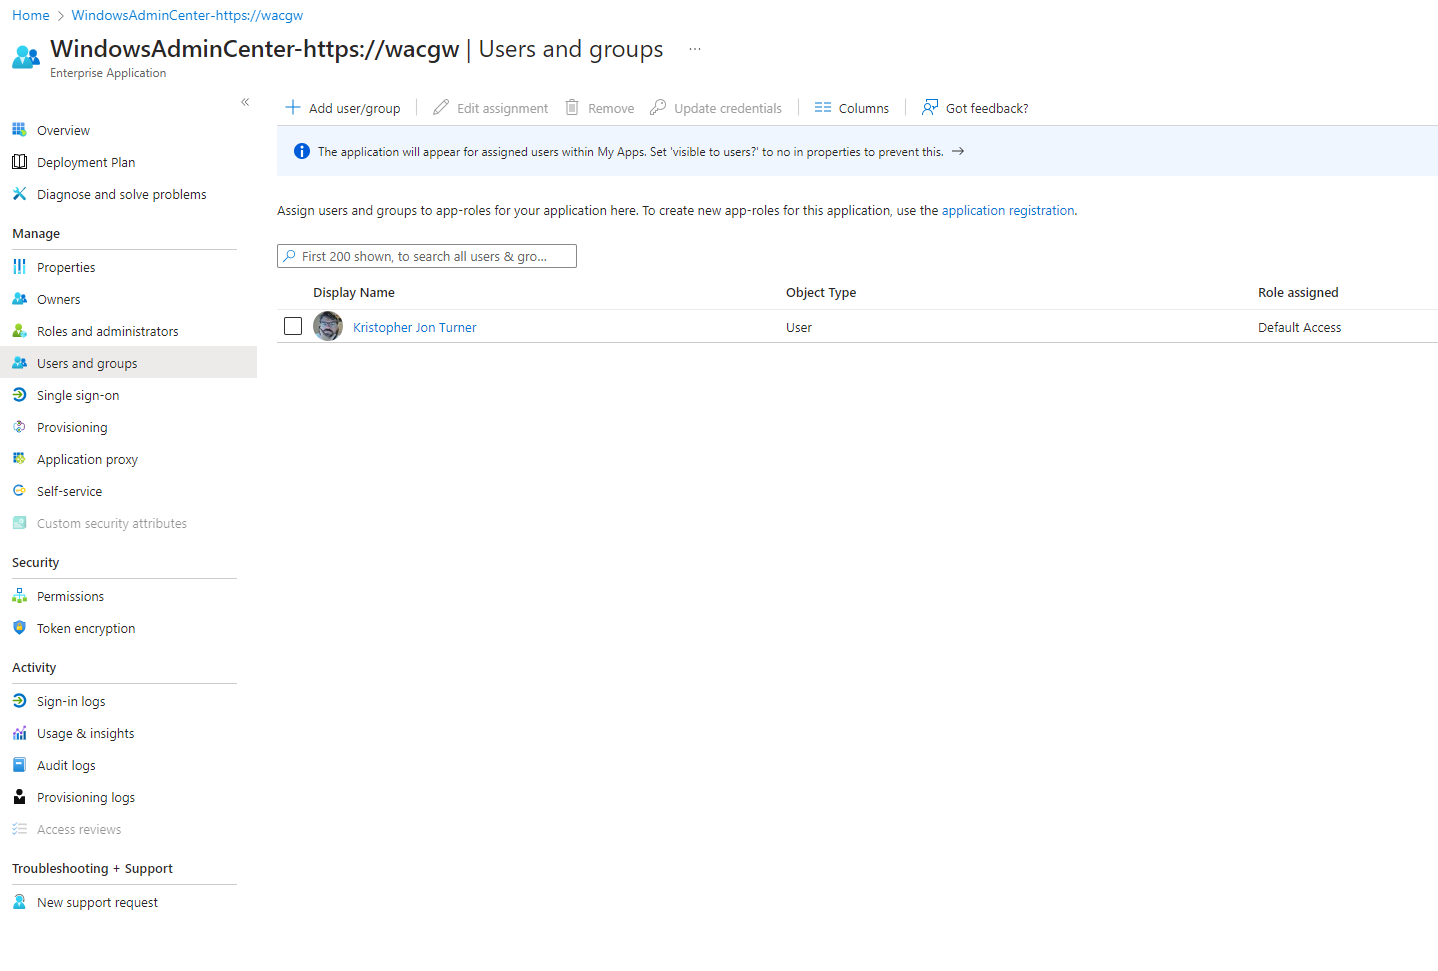 Home > WindowsAdminCenter-https://wacgw
WindowsAdminCenter-https://wacgw | Users and groups ...
Enterprise Application
«
Overview
Deployment Plan
Diagnose and solve problems
Manage
Properties
Owners
Roles and administrators
Users and groups
Single sign-on
Provisioning
Application proxy
Self-service
Custom security attributes
Security
Permissions
Token encryption
Activity
Sign-in logs
Usage & insights
Audit logs
Provisioning logs
Access reviews
Troubleshooting + Support
New support request
Add user/group | Edit assignment Remove Update credentials | Columns | Got feedback?
The application will appear for assigned users within My Apps. Set 'visible to users?' to no in properties to prevent this. →
Assign users and groups to app-roles for your application here. To create new app-roles for this application, use the application registration.
First 200 shown, to search all users & gro...
Display Name Object Type Role assigned
Kristopher Jon Turner User Default Access